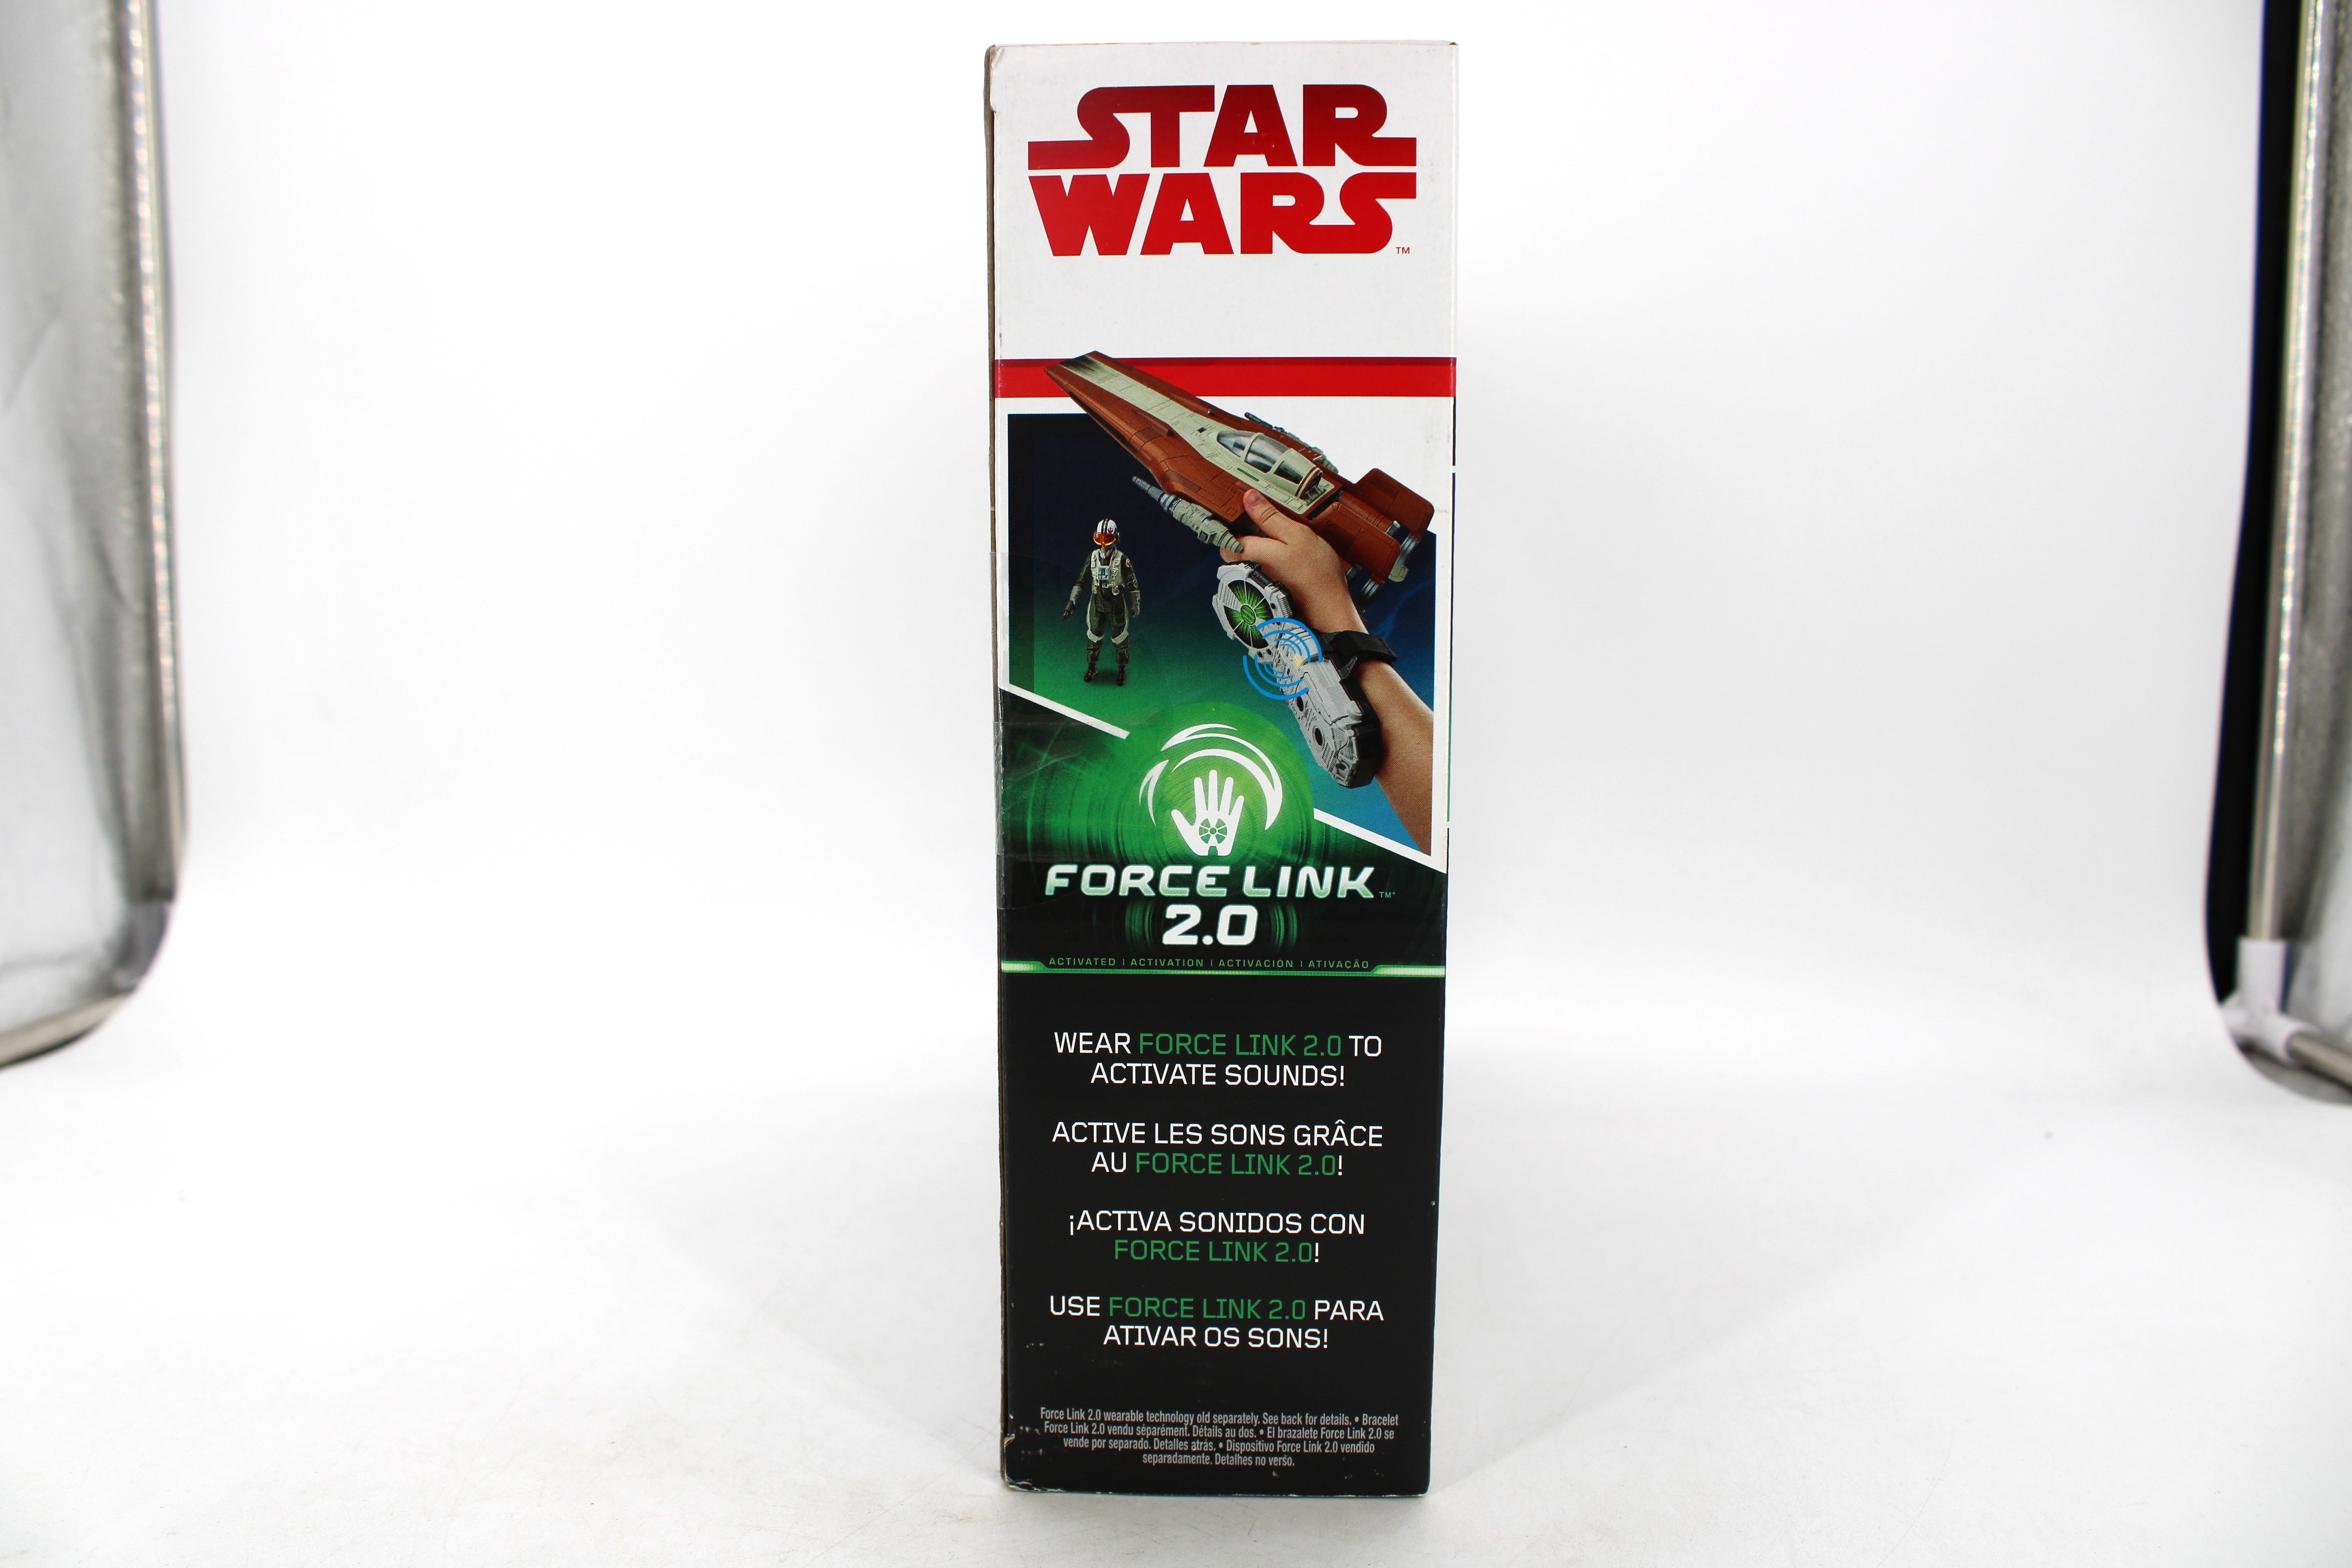 STAR
WARS™
FORCE LINK™
2.0
ACTIVATED | ACTIVATION | ACTIVACIÓN | ATIVAÇÃO
WEAR FORCE LINK 2.0 TO
ACTIVATE SOUNDS!
ACTIVE LES SONS GRÂCE
AU FORCE LINK 2.0!
¡ACTIVA SONIDOS CON
FORCE LINK 2.0!
USE FORCE LINK 2.0 PARA
ATIVAR OS SONS!
Force Link 2.0 wearable technology old separately. See back for details. • Bracelet
Force Link 2.0 vendu séparément. Détails au dos. • El brazalete Force Link 2.0 se
vende por separado. Detalles atrás. • Dispositivo Force Link 2.0 vendido
separadamente. Detalhes no verso.